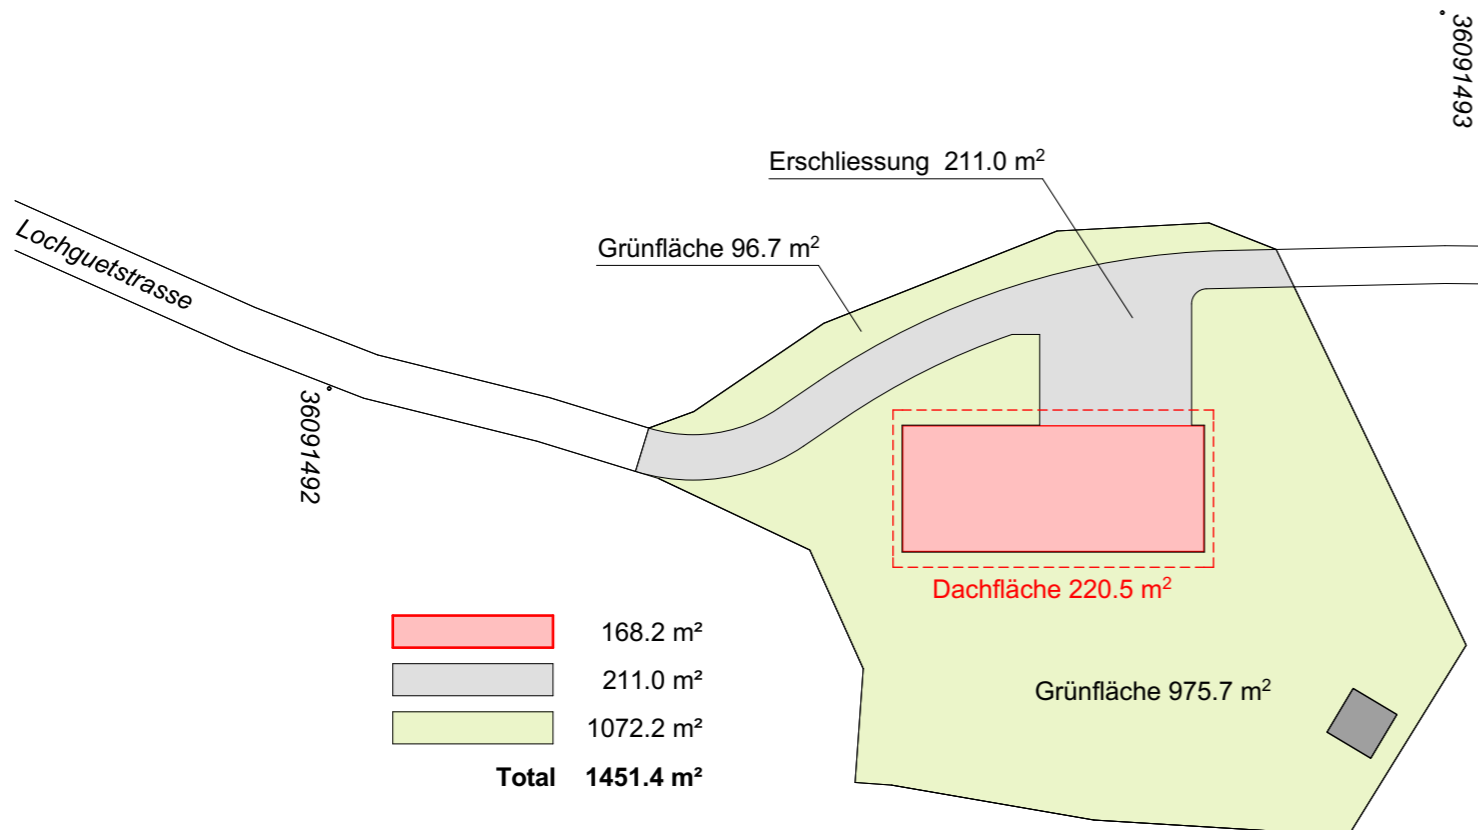 36091493
Erschliessung 211.0 m²
Grünfläche 96.7 m²
Lochguetstrasse
36091492
Dachfläche 220.5 m²
168.2 m²
211.0 m²
Grünfläche 975.7 m²
1072.2 m²
Total 1451.4 m²